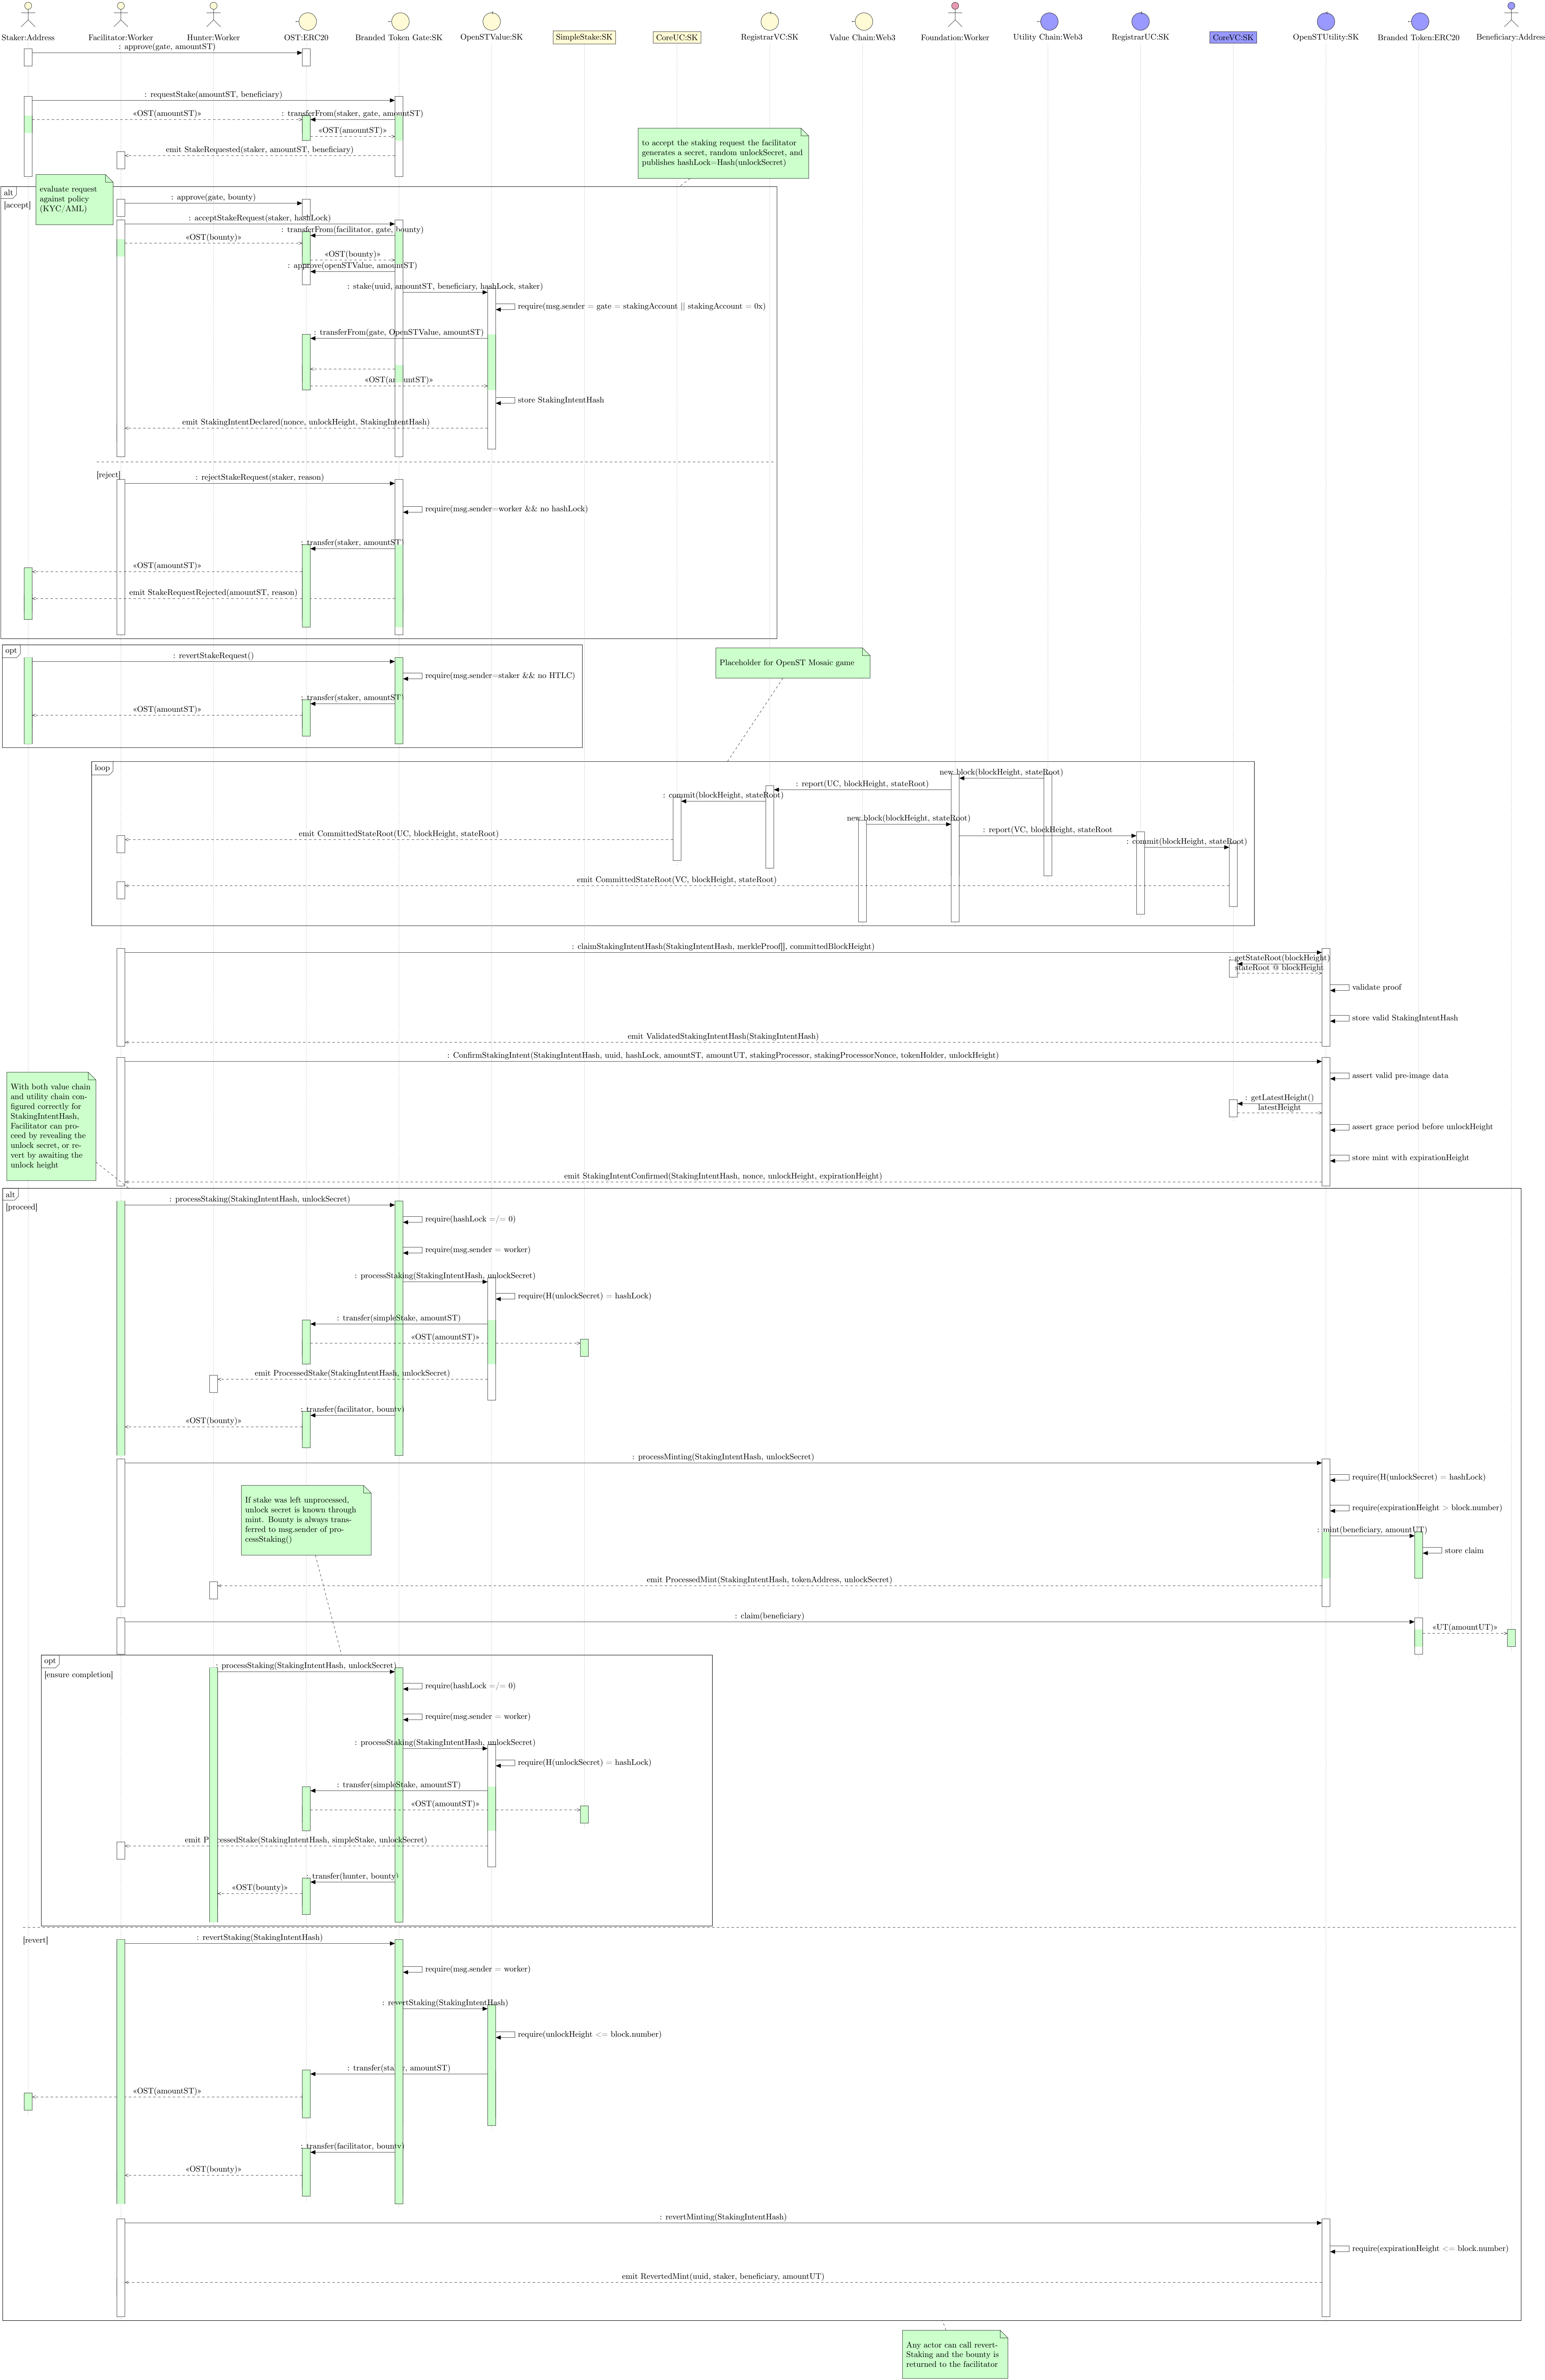 Staker:Address
Facilitator:Worker
Hunter:Worker
OST:ERC20
Branded Token Gate:SK
OpenSTValue:SK
SimpleStake:SK
CoreUC:SK
RegistrarVC:SK
Value Chain:Web3
Foundation:Worker
Utility Chain:Web3
RegistrarUC:SK
CoreVC:SK
OpenSTUtility:SK
Branded Token:ERC20
Beneficiary:Address
: approve(gate, amountST)
: requestStake(amountST, beneficiary)
«OST(amountST)»
: transferFrom(staker, gate, amountST)
«OST(amountST)»
emit StakeRequested(staker, amountST, beneficiary)
to accept the staking request the facilitator
generates a secret, random unlockSecret, and
publishes hashLock=Hash(unlockSecret)
alt
[accept]
evaluate request
against policy
(KYC/AML)
: approve(gate, bounty)
: acceptStakeRequest(staker, hashLock)
: transferFrom(facilitator, gate, bounty)
«OST(bounty)»
«OST(bounty)»
: approve(openSTValue, amountST)
: stake(uuid, amountST, beneficiary, hashLock, staker)
require(msg.sender = gate = stakingAccount || stakingAccount = 0x)
: transferFrom(gate, OpenSTValue, amountST)
«OST(amountST)»
store StakingIntentHash
emit StakingIntentDeclared(nonce, unlockHeight, StakingIntentHash)
[reject]
: rejectStakeRequest(staker, reason)
require(msg.sender=worker && no hashLock)
: transfer(staker, amountST)
«OST(amountST)»
emit StakeRequestRejected(amountST, reason)
opt
: revertStakeRequest()
require(msg.sender=staker && no HTLC)
: transfer(staker, amountST)
«OST(amountST)»
Placeholder for OpenST Mosaic game
loop
new block(blockHeight, stateRoot)
: report(UC, blockHeight, stateRoot)
: commit(blockHeight, stateRoot)
new block(blockHeight, stateRoot)
emit CommittedStateRoot(UC, blockHeight, stateRoot)
: report(VC, blockHeight, stateRoot
: commit(blockHeight, stateRoot)
emit CommittedStateRoot(VC, blockHeight, stateRoot)
: claimStakingIntentHash(StakingIntentHash, merkleProof[], committedBlockHeight)
: getStateRoot(blockHeight)
stateRoot @ blockHeight
validate proof
store valid StakingIntentHash
emit ValidatedStakingIntentHash(StakingIntentHash)
: ConfirmStakingIntent(StakingIntentHash, uuid, hashLock, amountST, amountUT, stakingProcessor, stakingProcessorNonce, tokenHolder, unlockHeight)
assert valid pre-image data
: getLatestHeight()
latestHeight
assert grace period before unlockHeight
store mint with expirationHeight
emit StakingIntentConfirmed(StakingIntentHash, nonce, unlockHeight, expirationHeight)
With both value chain
and utility chain con-
figured correctly for
StakingIntentHash,
Facilitator can pro-
ceed by revealing the
unlock secret, or re-
vert by awaiting the
unlock height
alt
[proceed]
: processStaking(StakingIntentHash, unlockSecret)
require(hashLock =/= 0)
require(msg.sender = worker)
: processStaking(StakingIntentHash, unlockSecret)
require(H(unlockSecret) = hashLock)
: transfer(simpleStake, amountST)
«OST(amountST)»
emit ProcessedStake(StakingIntentHash, unlockSecret)
: transfer(facilitator, bounty)
«OST(bounty)»
: processMinting(StakingIntentHash, unlockSecret)
require(H(unlockSecret) = hashLock)
require(expirationHeight > block.number)
: mint(beneficiary, amountUT)
store claim
If stake was left unprocessed,
unlock secret is known through
mint. Bounty is always trans-
ferred to msg.sender of pro-
cessStaking()
emit ProcessedMint(StakingIntentHash, tokenAddress, unlockSecret)
: claim(beneficiary)
«UT(amountUT)»
opt
[ensure completion]
: processStaking(StakingIntentHash, unlockSecret)
require(hashLock =/= 0)
require(msg.sender = worker)
: processStaking(StakingIntentHash, unlockSecret)
require(H(unlockSecret) = hashLock)
: transfer(simpleStake, amountST)
«OST(amountST)»
emit ProcessedStake(StakingIntentHash, simpleStake, unlockSecret)
: transfer(hunter, bounty)
«OST(bounty)»
[revert]
: revertStaking(StakingIntentHash)
require(msg.sender = worker)
: revertStaking(StakingIntentHash)
require(unlockHeight <= block.number)
: transfer(staker, amountST)
«OST(amountST)»
: transfer(facilitator, bounty)
«OST(bounty)»
: revertMinting(StakingIntentHash)
require(expirationHeight <= block.number)
emit RevertedMint(uuid, staker, beneficiary, amountUT)
Any actor can call revert-
Staking and the bounty is
returned to the facilitator